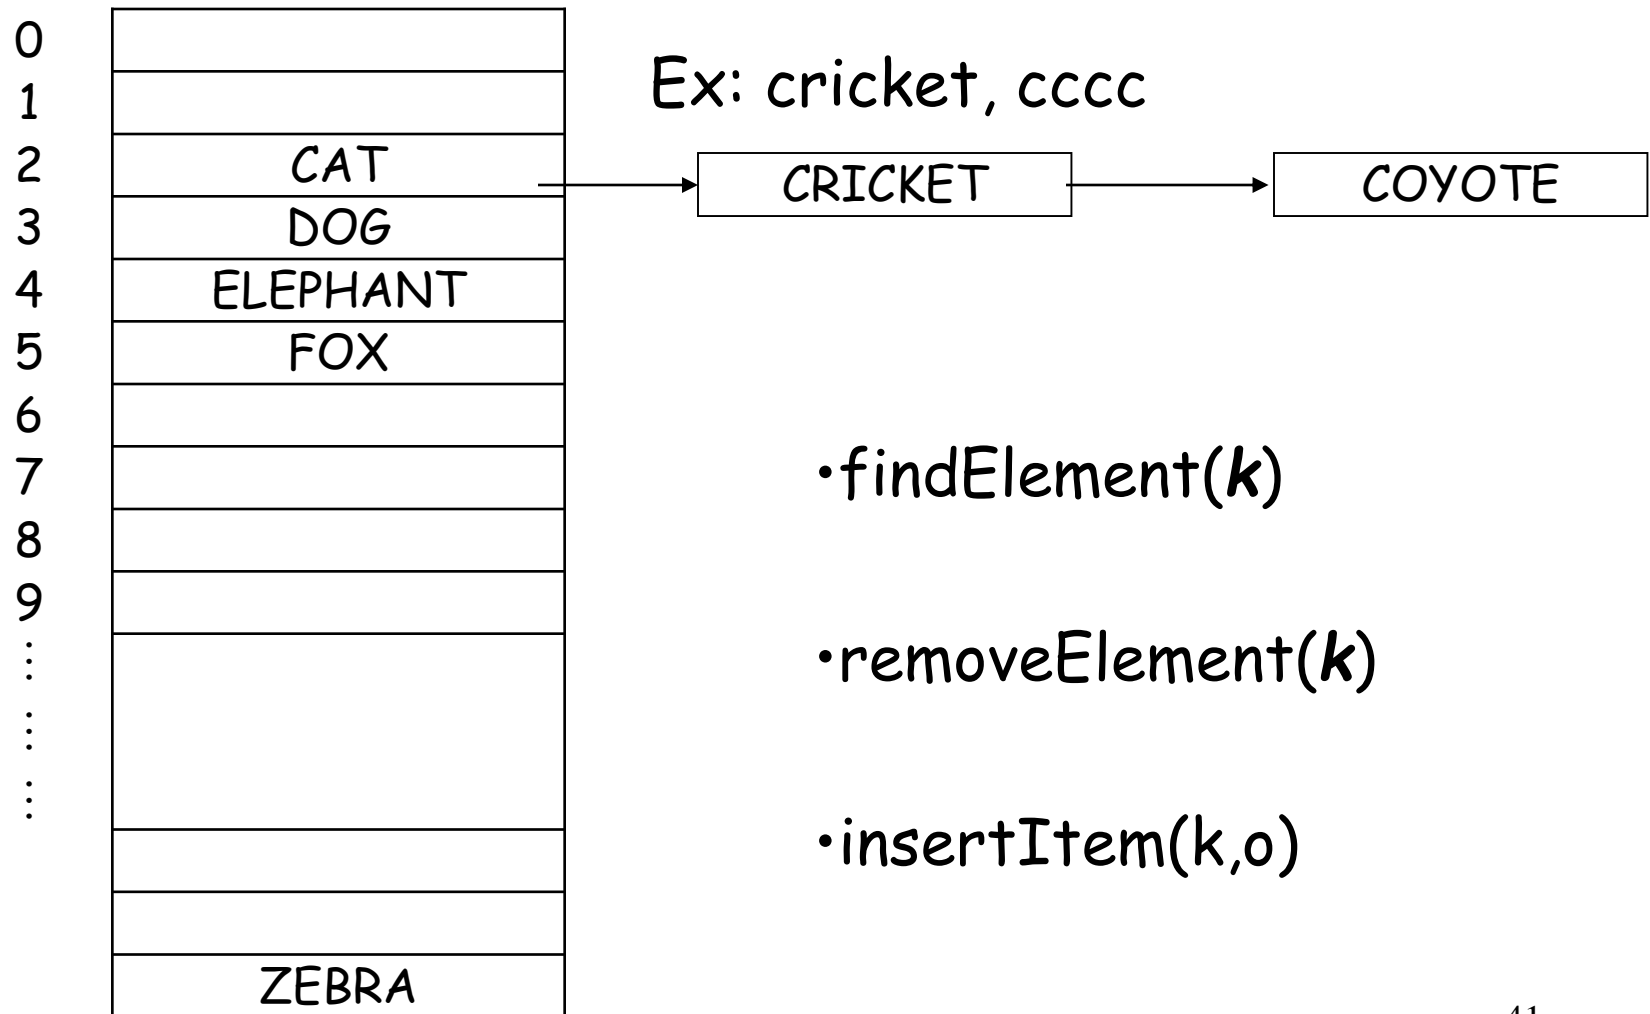 0
Ex: cricket, cccc
1
2 CAT CRICKET COYOTE
3 DOG
4 ELEPHANT
5 FOX
6
7 •findElement(k)
8
9
⋮
•removeElement(k)
⋮
⋮
•insertItem(k,o)
ZEBRA
41